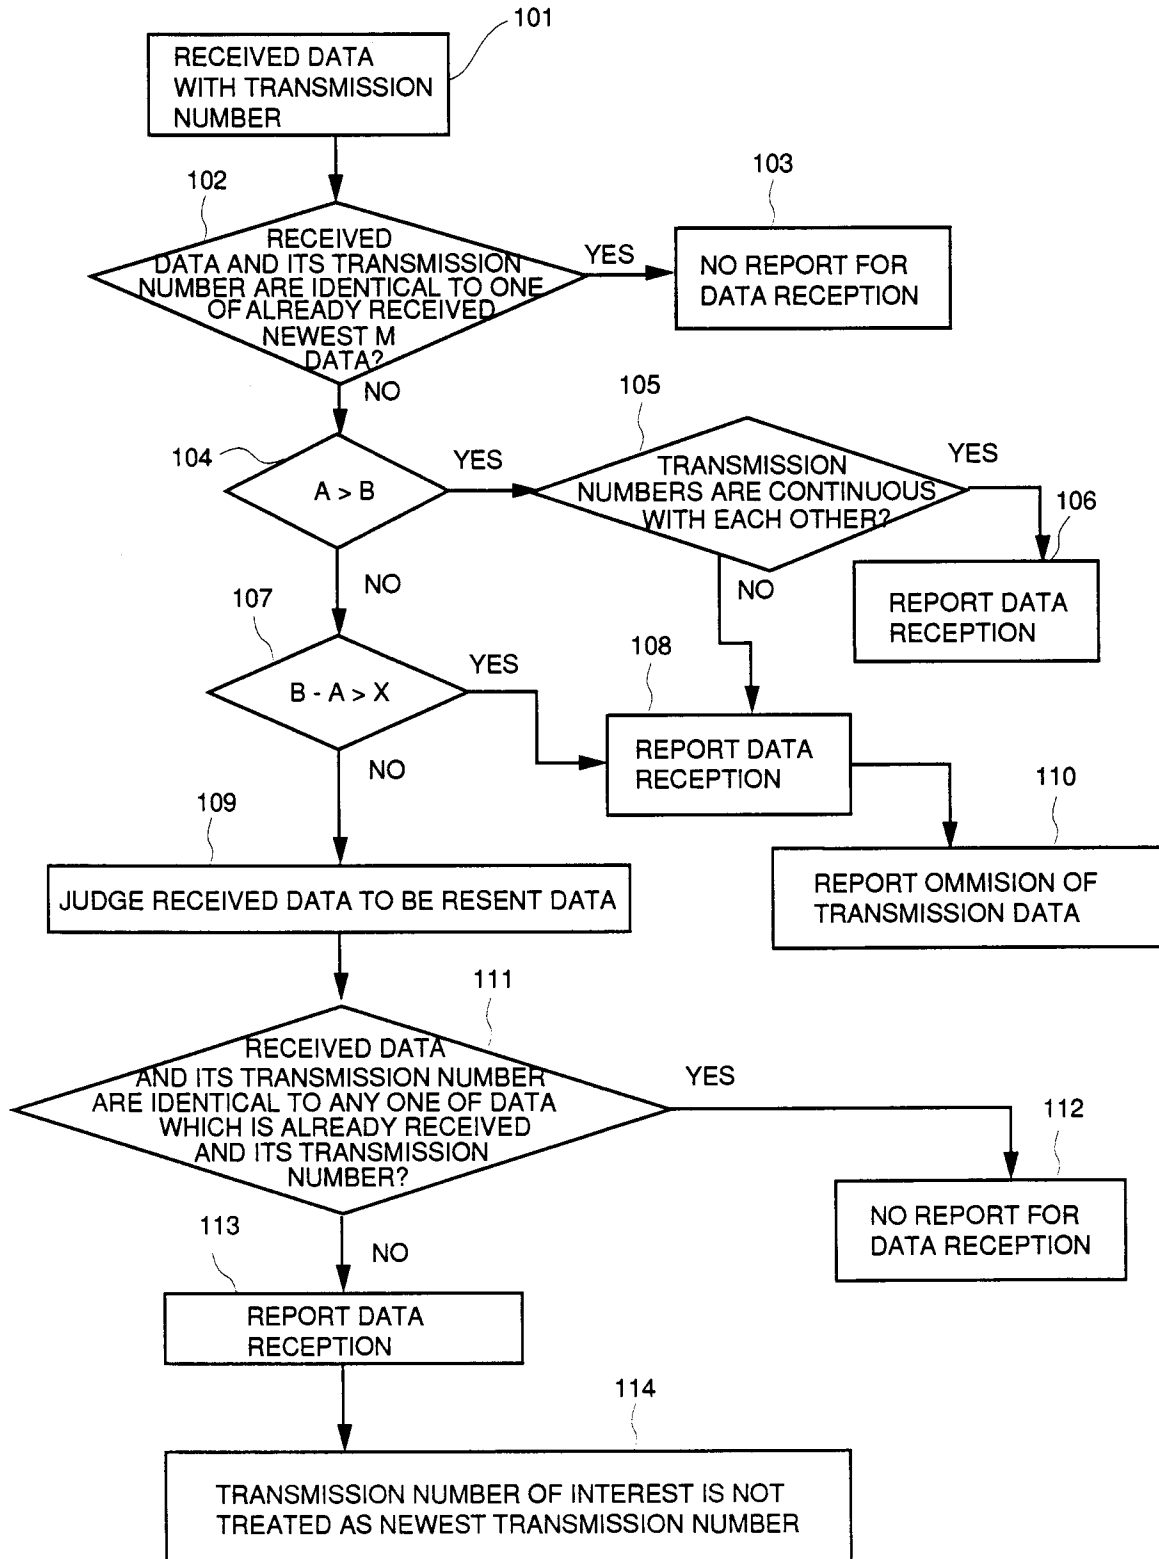 101
RECEIVED DATA
WITH TRANSMISSION
NUMBER
102
RECEIVED
DATA AND ITS TRANSMISSION
NUMBER ARE IDENTICAL TO ONE
OF ALREADY RECEIVED
NEWEST M
DATA?
YES
103
NO REPORT FOR
DATA RECEPTION
NO
104
A > B
YES
105
TRANSMISSION
NUMBERS ARE CONTINUOUS
WITH EACH OTHER?
YES
106
REPORT DATA
RECEPTION
NO
NO
107
B - A > X
YES
108
REPORT DATA
RECEPTION
NO
109
JUDGE RECEIVED DATA TO BE RESENT DATA
110
REPORT OMMISION OF
TRANSMISSION DATA
111
RECEIVED DATA
AND ITS TRANSMISSION NUMBER
ARE IDENTICAL TO ANY ONE OF DATA
WHICH IS ALREADY RECEIVED
AND ITS TRANSMISSION
NUMBER?
YES
112
NO REPORT FOR
DATA RECEPTION
NO
113
REPORT DATA
RECEPTION
114
TRANSMISSION NUMBER OF INTEREST IS NOT
TREATED AS NEWEST TRANSMISSION NUMBER